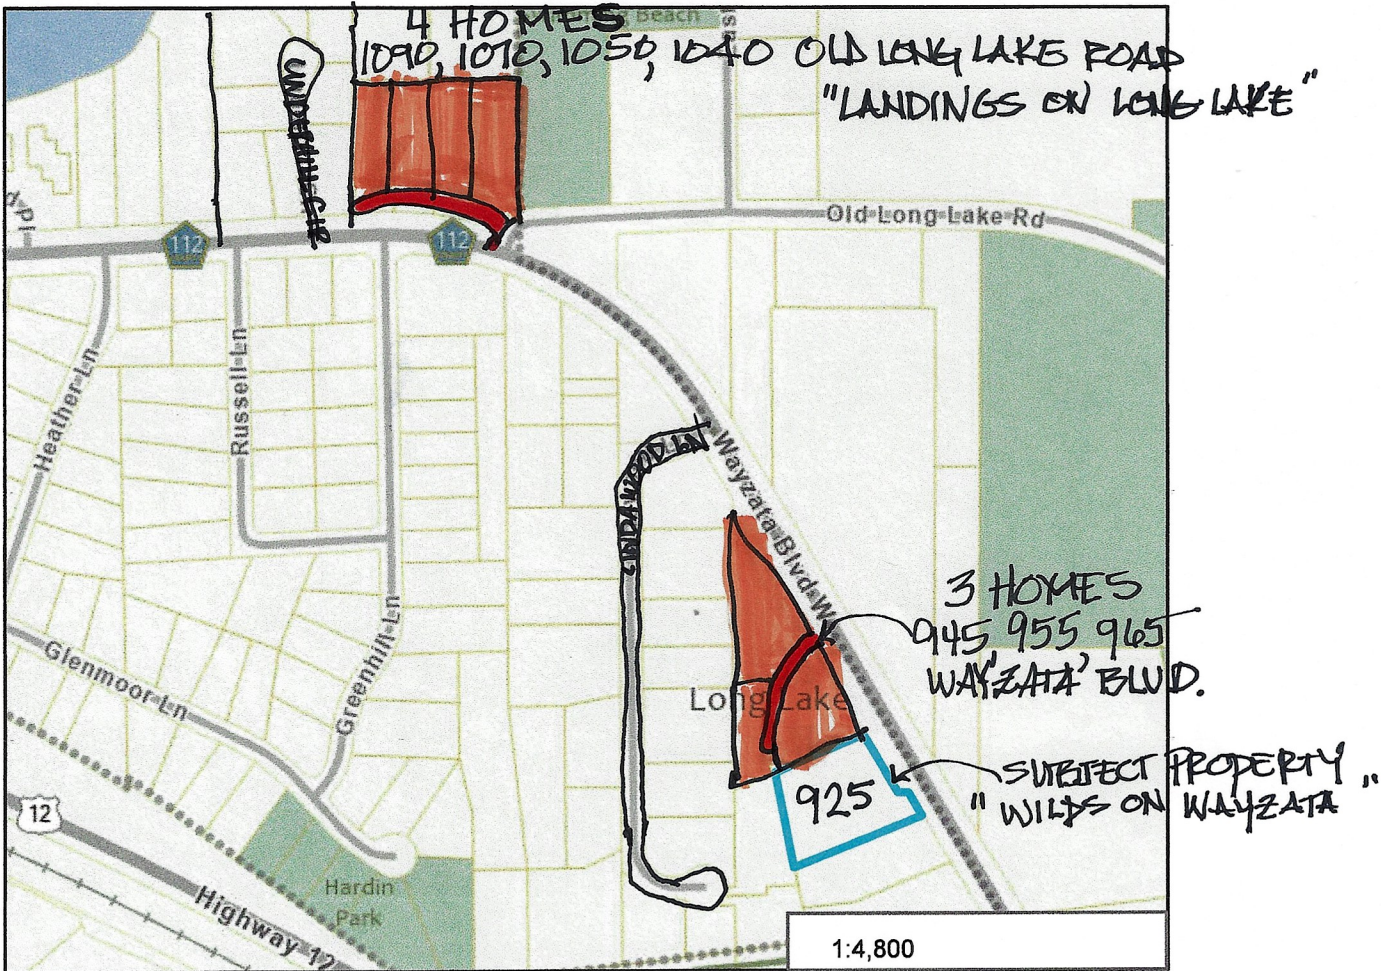 4 HOMES
Beach
1090, 1070, 1050, 1040 OLD LONG LAKE ROAD
"LANDINGS ON LONG LAKE"
UNDERHILL CIR
Old Long Lake Rd
112
112
d Pl
Heather Ln
Russell Ln
Greenhill Ln
Glenmoor Ln
LINDAWOOD LN
Wayzata Blvd W
3 HOMES
945, 955, 965
WAYZATA BLVD.
Long Lake
SUBJECT PROPERTY
"WILDS ON WAYZATA"
925
12
Highway 12
Hardin
Park
1:4,800